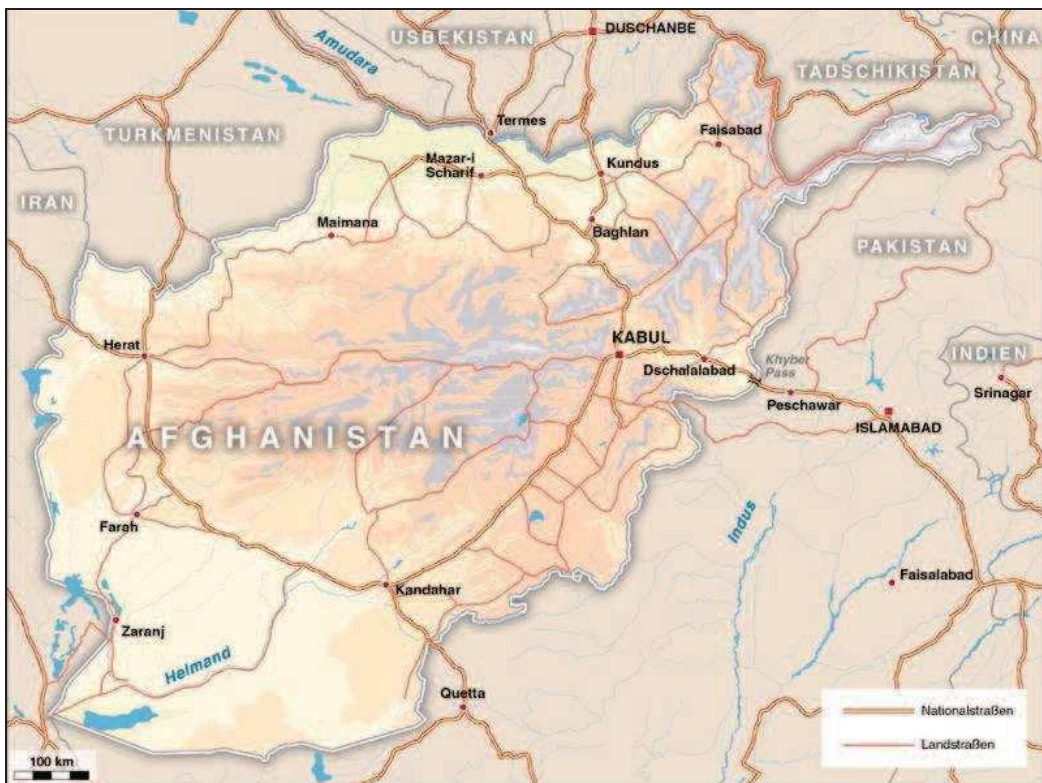 USBEKISTAN
DUSCHANBE
CHINA
Amudara
TADSCHIKISTAN
TURKMENISTAN
Termes
Faisabad
Mazar-i
Scharif
Kundus
IRAN
Maimana
Baghlan
PAKISTAN
KABUL
Herat
Dschalalabad
Khyber
Pass
INDIEN
Srinagar
Peschawar
ISLAMABAD
AFGHANISTAN
Farah
Indus
Kandahar
Faisalabad
Zaranj
Helmand
Quetta
Nationalstraßen
Landstraßen
100 km